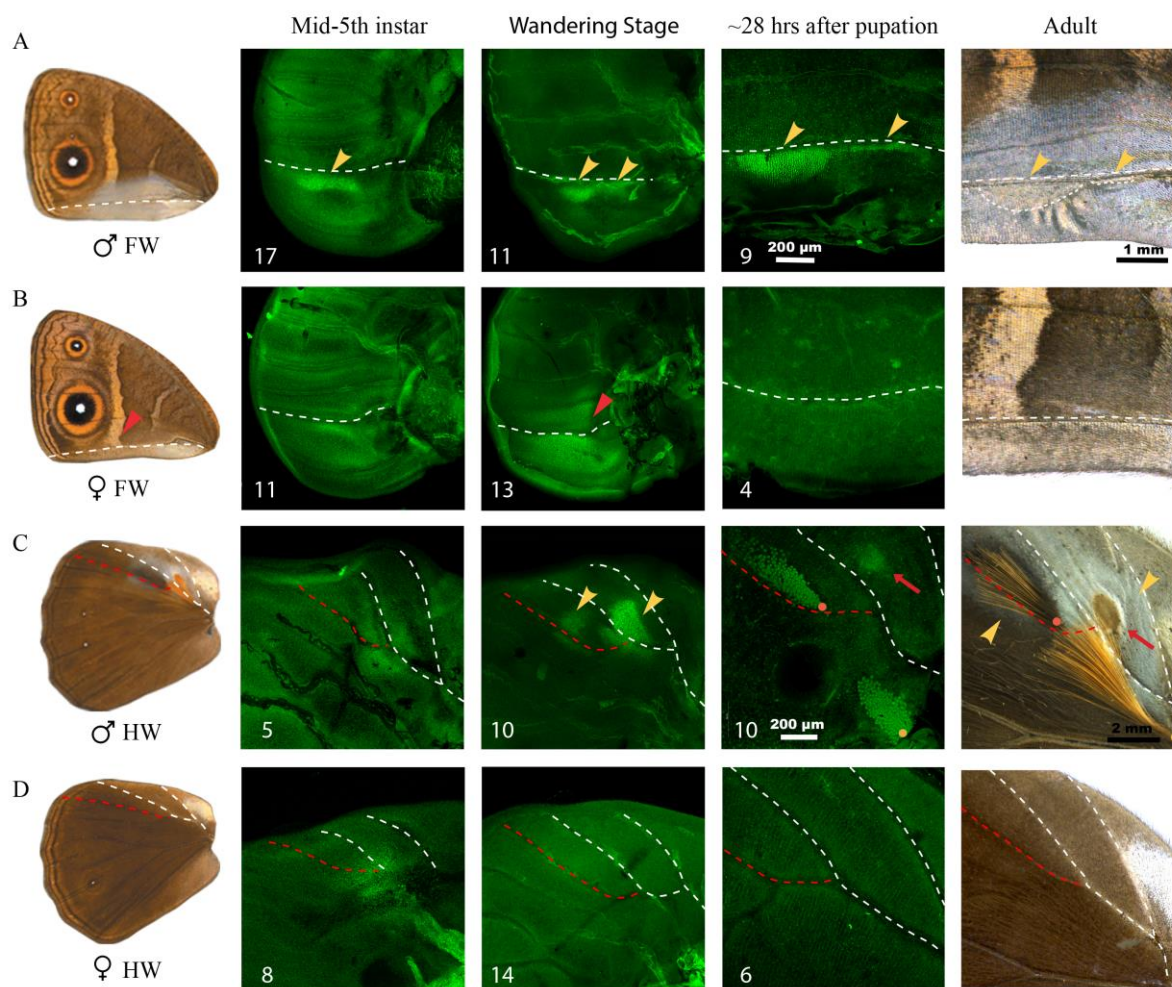 Mid-5th instar Wandering Stage ~28 hrs after pupation Adult
A
♂ FW
17 11 9 200 µm 1 mm
B
♀ FW
11 13 4
C
♂ HW
5 10 10 200 µm 2 mm
D
♀ HW
8 14 6